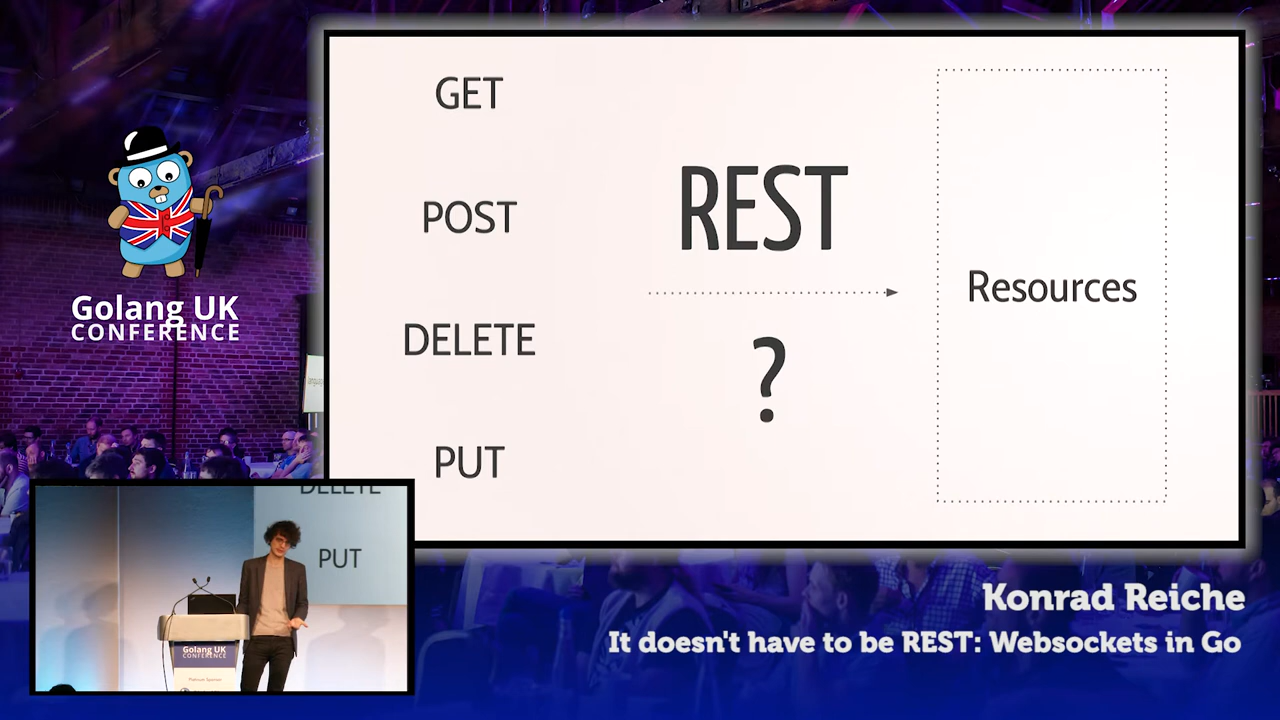 GET
POST
DELETE
PUT
REST
?
Resources
Golang UK
CONFERENCE
DELETE
PUT
Golang UK
CONFERENCE
Konrad Reiche
It doesn't have to be REST: Websockets in Go